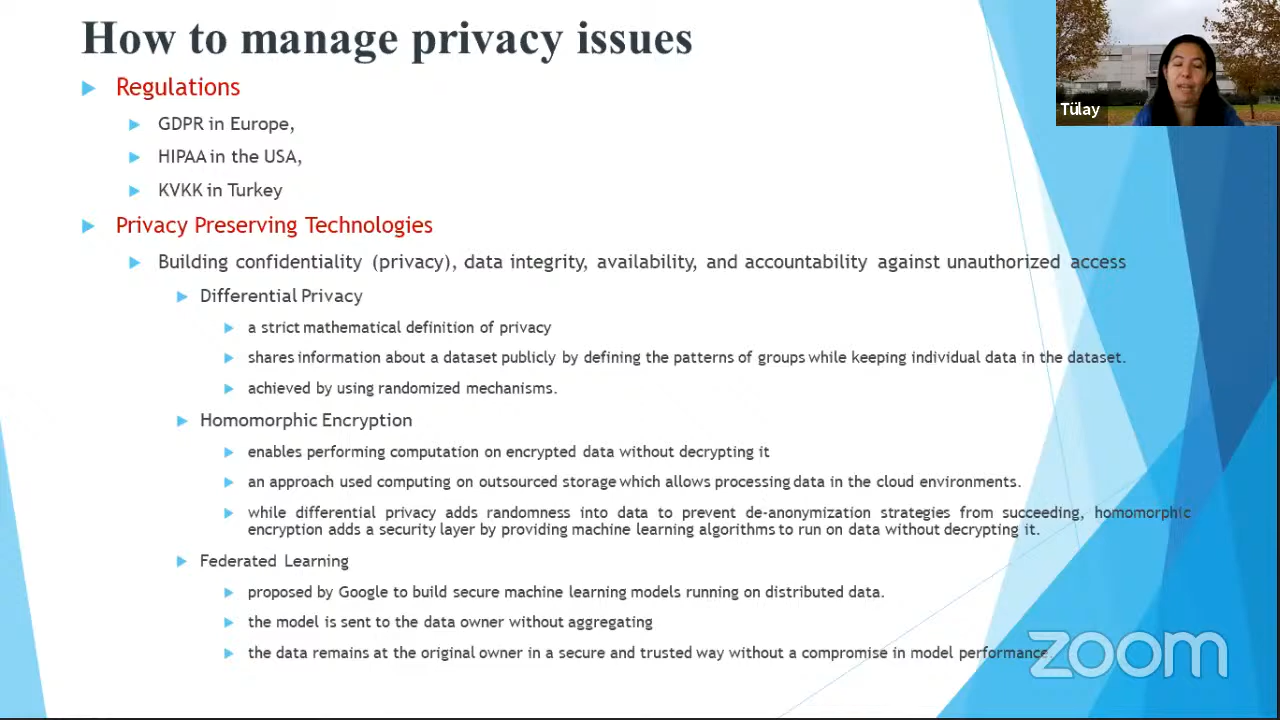 How to manage privacy issues
Regulations
GDPR in Europe,
HIPAA in the USA,
KVKK in Turkey
Privacy Preserving Technologies
Building confidentiality (privacy), data integrity, availability, and accountability against unauthorized access
Differential Privacy
a strict mathematical definition of privacy
shares information about a dataset publicly by defining the patterns of groups while keeping individual data in the dataset.
achieved by using randomized mechanisms.
Homomorphic Encryption
enables performing computation on encrypted data without decrypting it
an approach used computing on outsourced storage which allows processing data in the cloud environments.
while differential privacy adds randomness into data to prevent de-anonymization strategies from succeeding, homomorphic
encryption adds a security layer by providing machine learning algorithms to run on data without decrypting it.
Federated Learning
proposed by Google to build secure machine learning models running on distributed data.
the model is sent to the data owner without aggregating
the data remains at the original owner in a secure and trusted way without a compromise in model performance.
Tülay
zoom